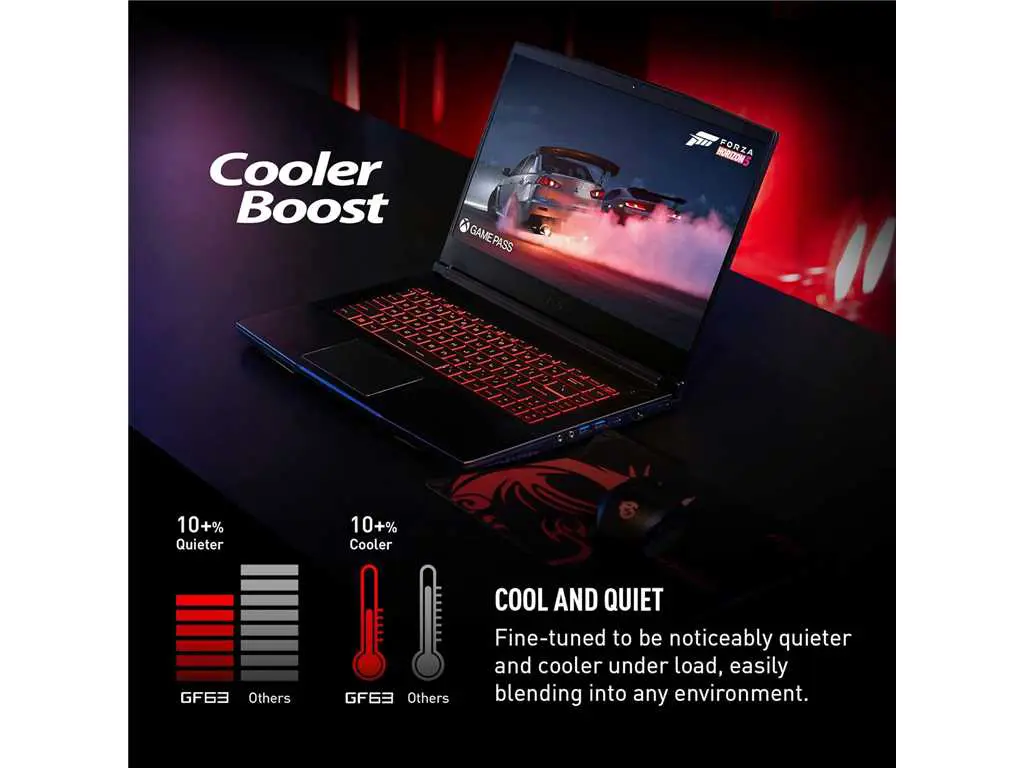 Cooler
Boost
FORZA
HORIZON 5
GAME PASS
10+%
Quieter
10+%
Cooler
GF63
Others
GF63
Others
COOL AND QUIET
Fine-tuned to be noticeably quieter
and cooler under load, easily
blending into any environment.